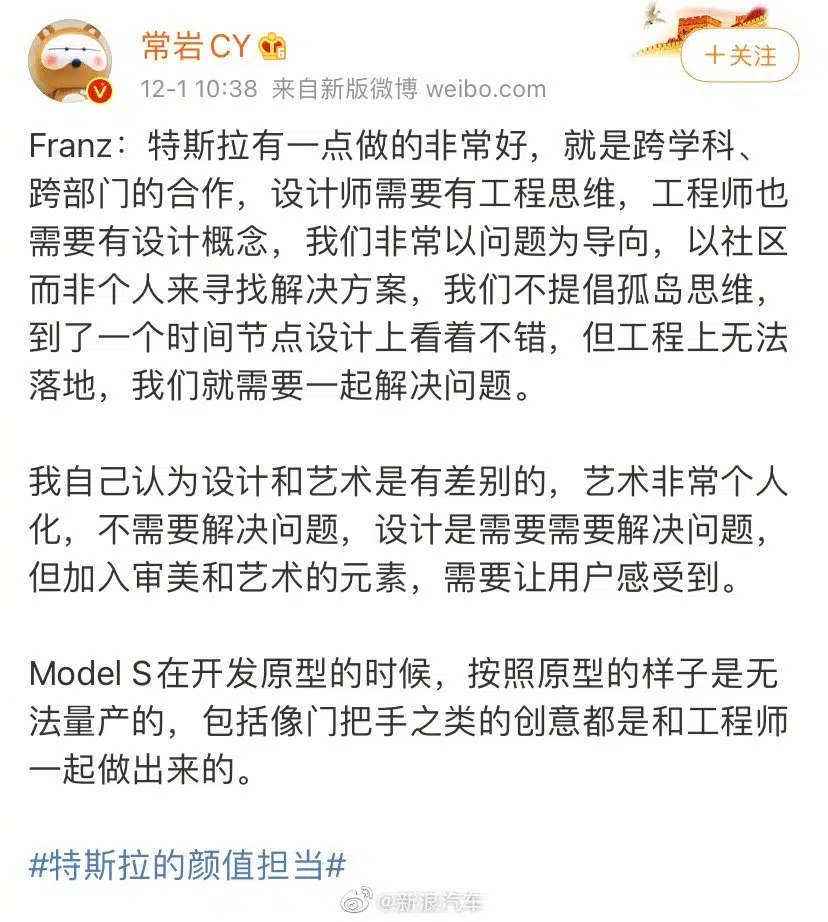 常岩CY
6
+关注
12-1 10:38 来自新版微博 weibo.com
Franz：特斯拉有一点做的非常好，就是跨学科、
跨部门的合作，设计师需要有工程思维，工程师也
需要有设计概念，我们非常以问题为导向，以社区
而非个人来寻找解决方案，我们不提倡孤岛思维，
到了一个时间节点设计上看着不错，但工程上无法
落地，我们就需要一起解决问题。
我自己认为设计和艺术是有差别的，艺术非常个人
化，不需要解决问题，设计是需要需要解决问题，
但加入审美和艺术的元素，需要让用户感受到。
Model S在开发原型的时候，按照原型的样子是无
法量产的，包括像门把手之类的创意都是和工程师
一起做出来的。
#特斯拉的颜值担当#
@新浪汽车